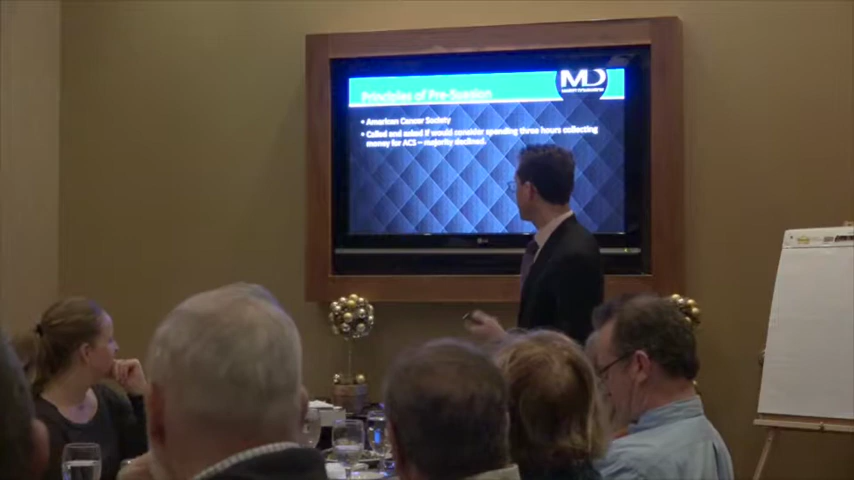 MD
Principles of Pre-Suasion
• American Cancer Society
• Called and asked if would consider spending three hours collecting
money for ACS – majority declined.
LG